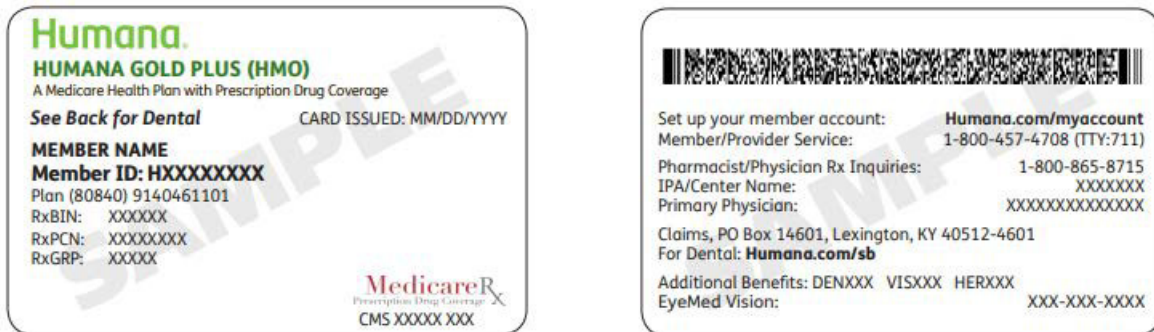 Humana.
HUMANA GOLD PLUS (HMO)
A Medicare Health Plan with Prescription Drug Coverage
See Back for Dental CARD ISSUED: MM/DD/YYYY
MEMBER NAME
Member ID: HXXXXXXXX
Plan (80840) 9140461101
RxBIN: XXXXXX
RxPCN: XXXXXXXX
RxGRP: XXXXX
MedicareRx
Prescription Drug Coverage
CMS XXXXX XXX
SAMPLE
Set up your member account: Humana.com/myaccount
Member/Provider Service: 1-800-457-4708 (TTY:711)
Pharmacist/Physician Rx Inquiries: 1-800-865-8715
IPA/Center Name: XXXXXXX
Primary Physician: XXXXXXXXXXXXXX
Claims, PO Box 14601, Lexington, KY 40512-4601
For Dental: Humana.com/sb
Additional Benefits: DENXXX VISXXX HERXXX
EyeMed Vision: XXX-XXX-XXXX
SAMPLE